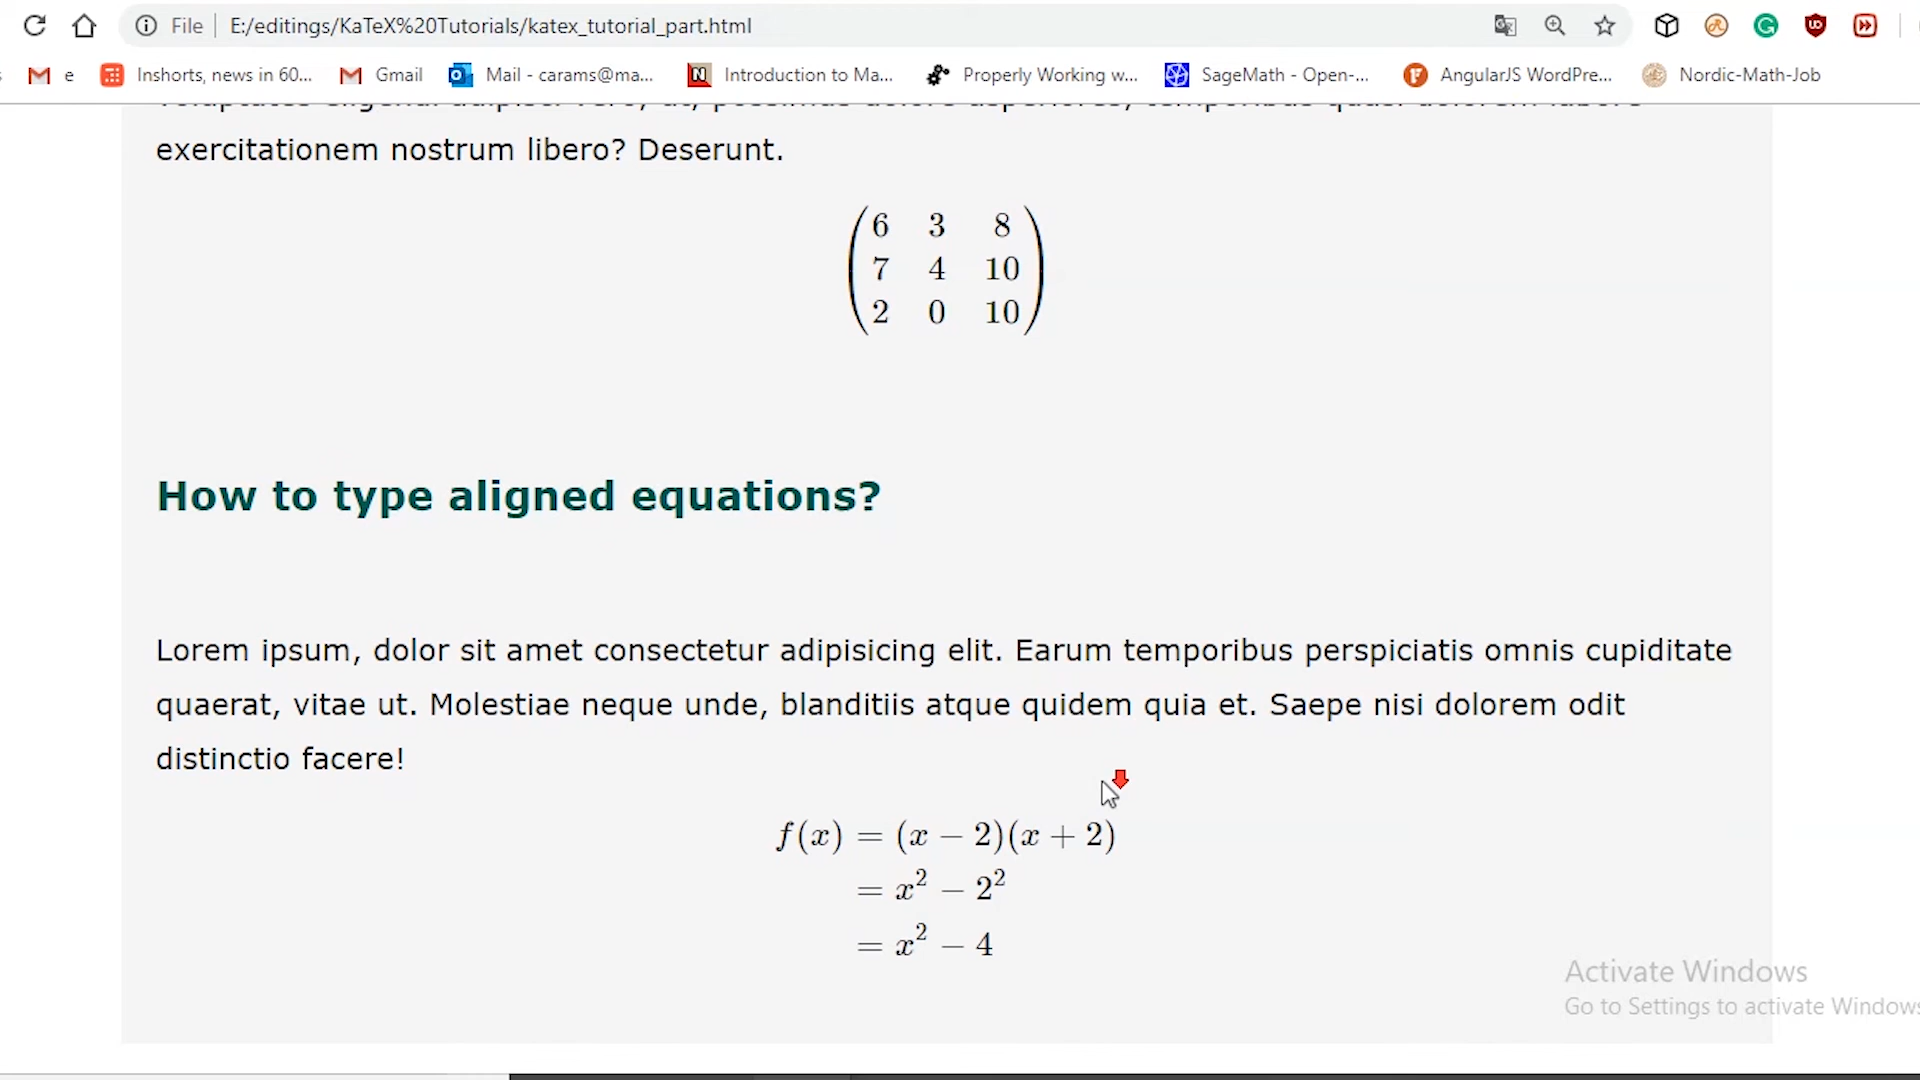 File E:/editings/KaTeX%20Tutorials/katex_tutorial_part.html
e Inshorts, news in 60... Gmail Mail - carams@ma... Introduction to Ma... Properly Working w... SageMath - Open-... AngularJS WordPre... Nordic-Math-Job
exercitationem nostrum libero? Deserunt.
6 3 8
7 4 10
2 0 10
How to type aligned equations?
Lorem ipsum, dolor sit amet consectetur adipisicing elit. Earum temporibus perspiciatis omnis cupiditate
quaerat, vitae ut. Molestiae neque unde, blanditiis atque quidem quia et. Saepe nisi dolorem odit
distinctio facere!
f(x) = (x − 2)(x + 2)
= x² − 2²
= x² − 4
Activate Windows
Go to Settings to activate Windows